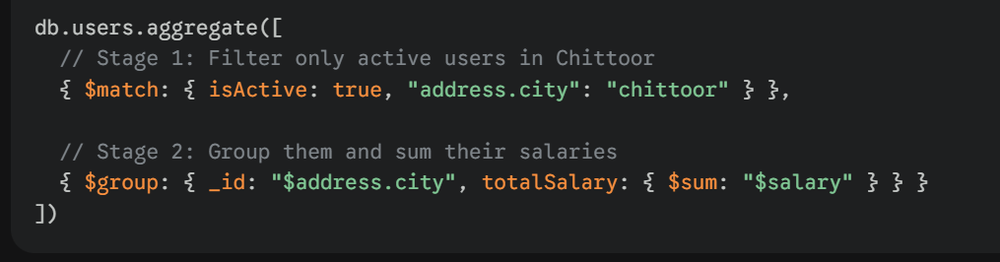 db.users.aggregate([
  // Stage 1: Filter only active users in Chittoor
  { $match: { isActive: true, "address.city": "chittoor" } },

  // Stage 2: Group them and sum their salaries
  { $group: { _id: "$address.city", totalSalary: { $sum: "$salary" } } }
])